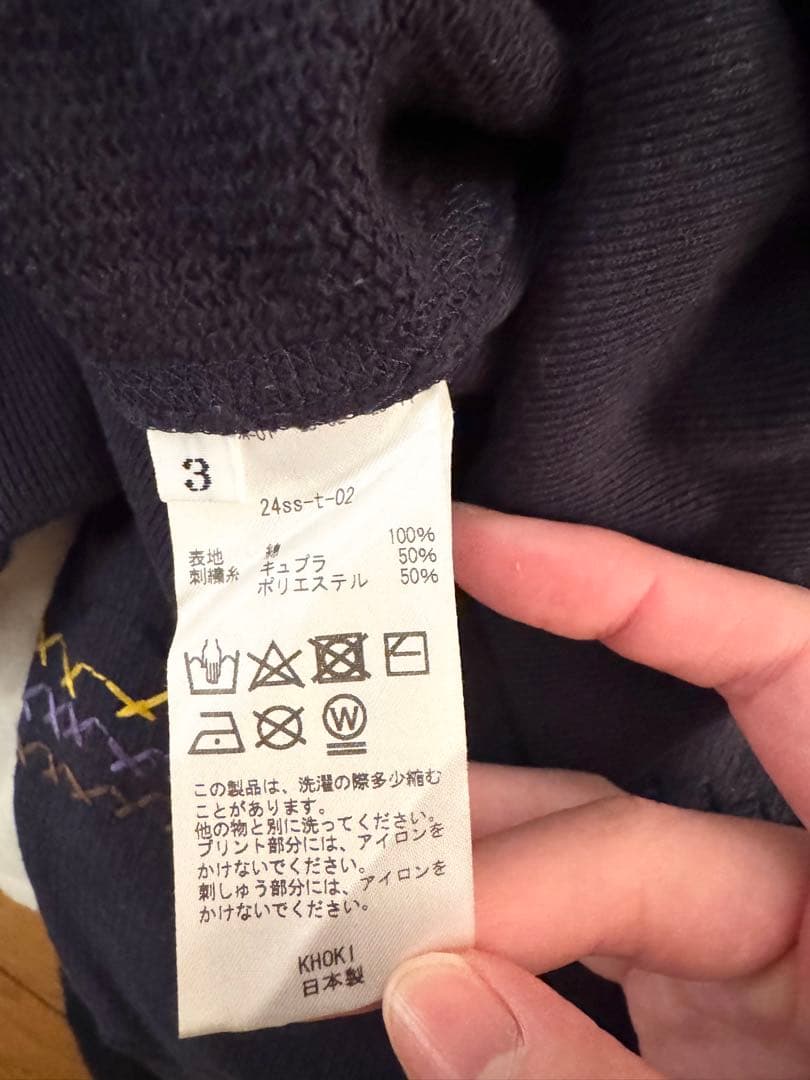 3
24ss-t-02
表地 綿 100%
刺繍糸 キュプラ 50%
ポリエステル 50%
W
この製品は、洗濯の際多少縮む
ことがあります。
他の物と別に洗ってください。
プリント部分には、アイロンを
かけないでください。
刺しゅう部分には、アイロンを
かけないでください。
KHOKI
日本製